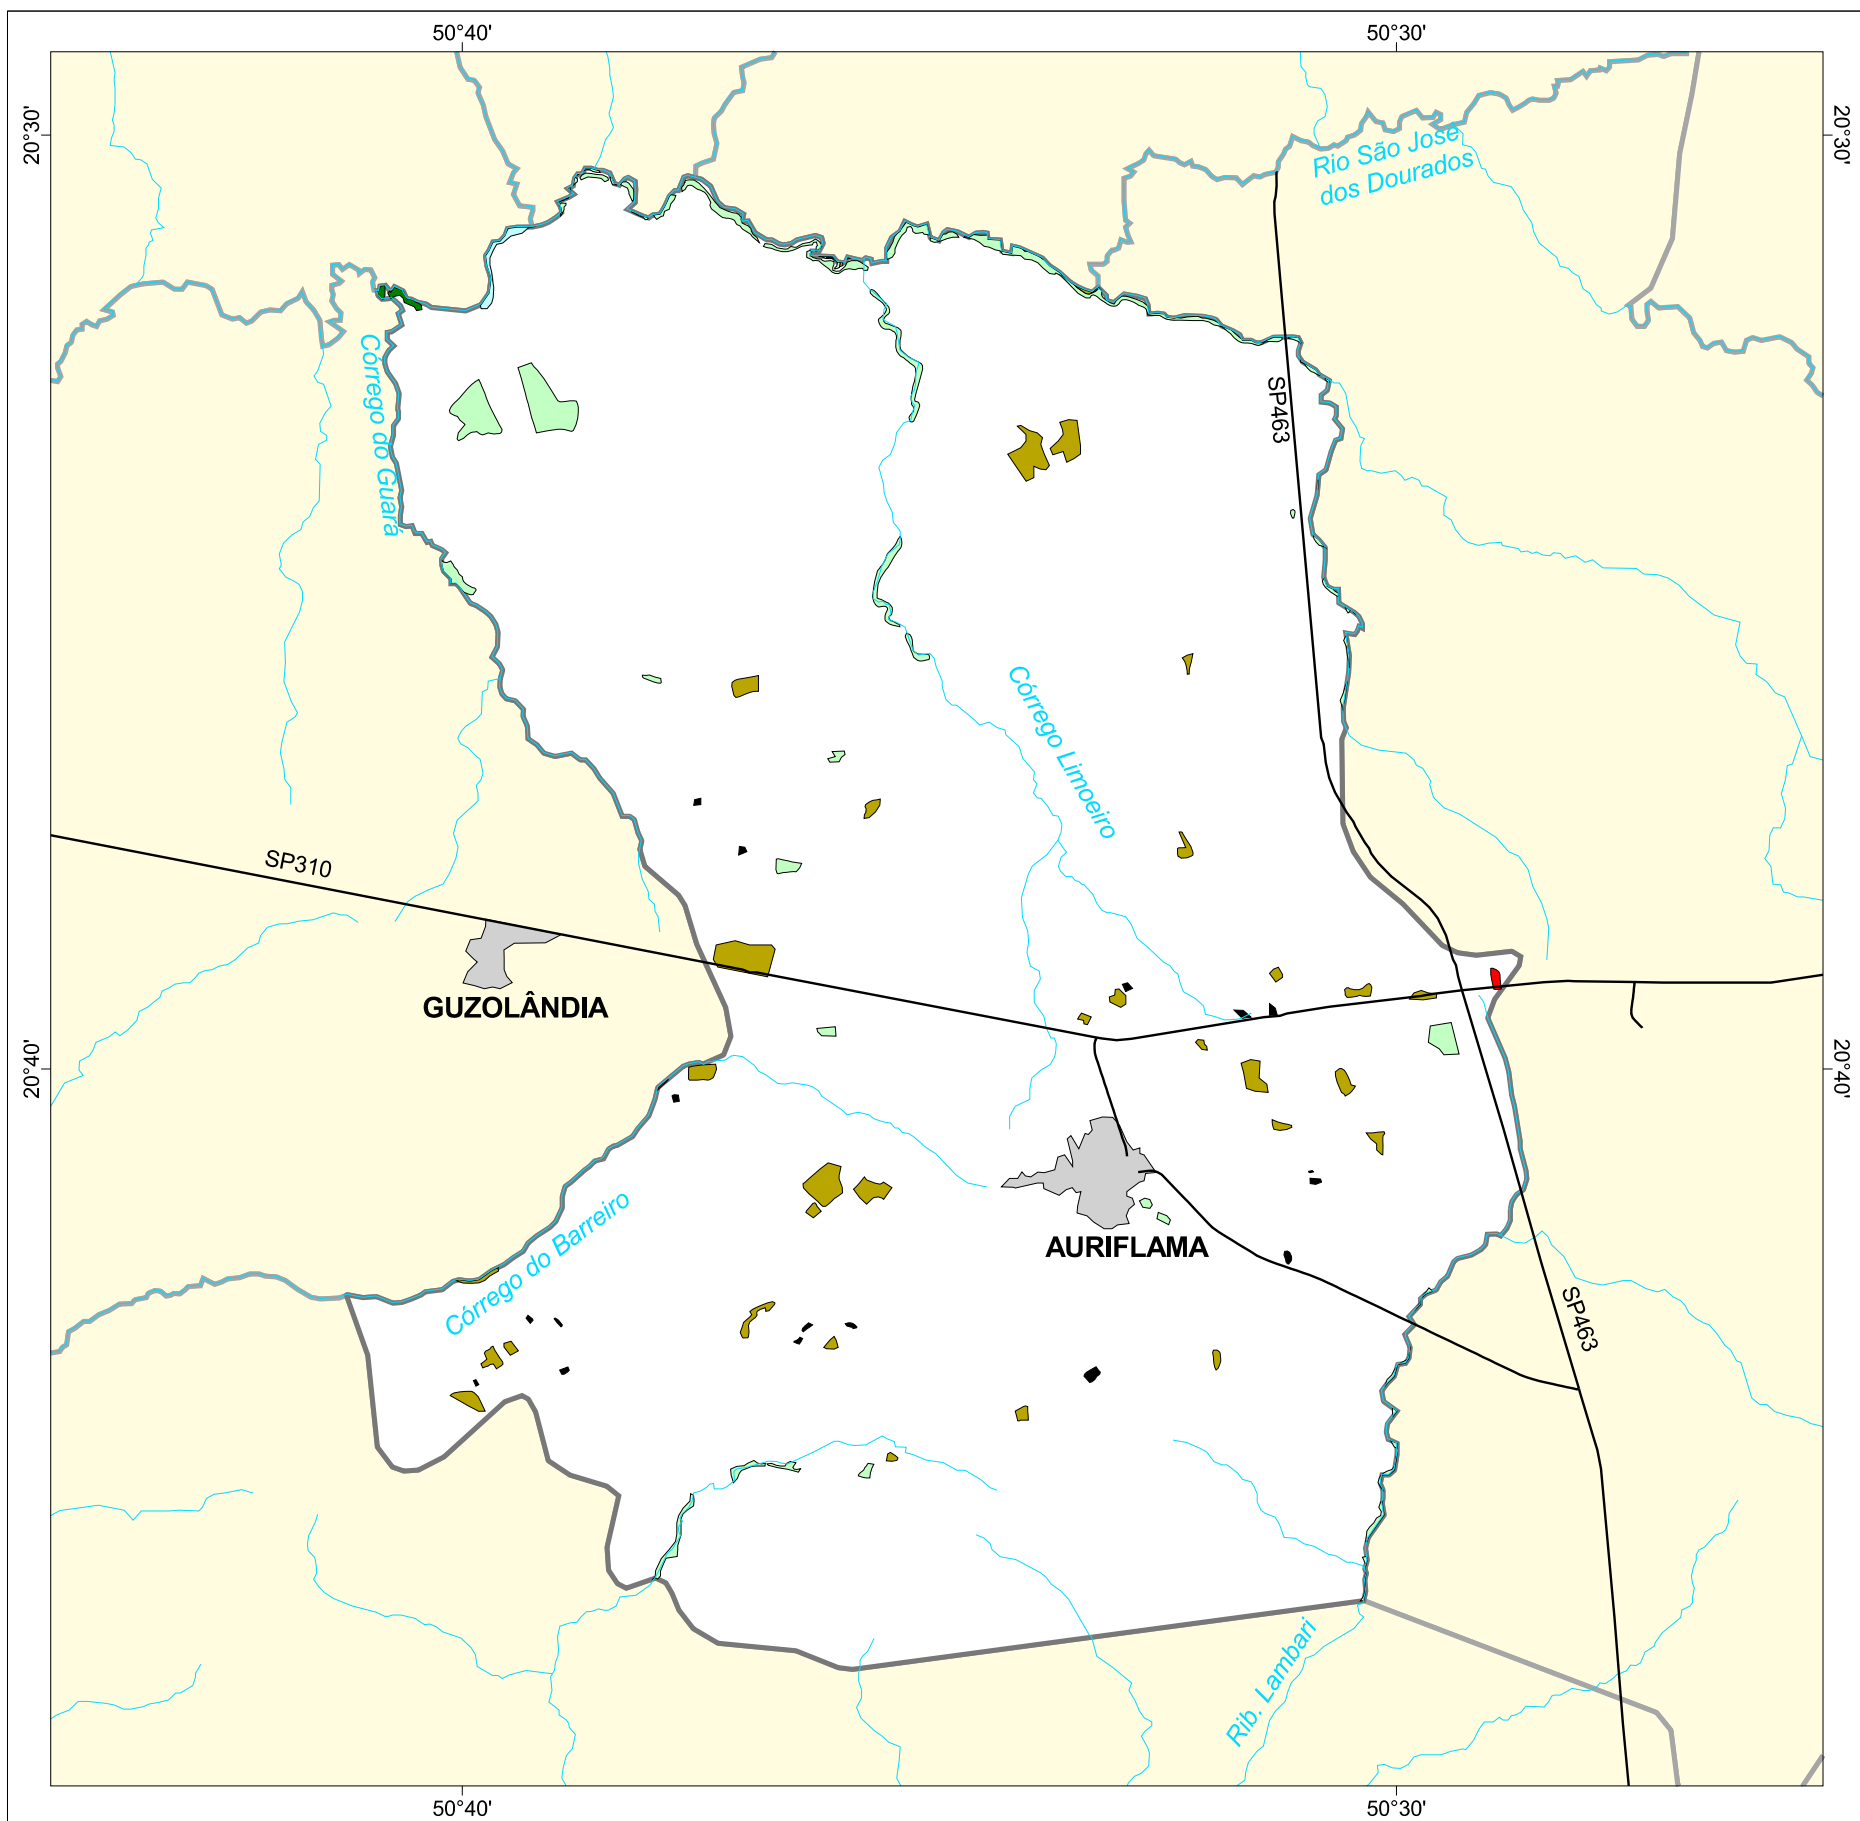 50°40'
50°30'
20°30'
20°30'
Rio São José
dos Dourados
Córrego do Guará
SP463
Córrego Limoeiro
SP310
GUZOLÂNDIA
20°40'
20°40'
Córrego do Barreiro
AURIFLAMA
SP463
Rib. Lambari
50°40'
50°30'